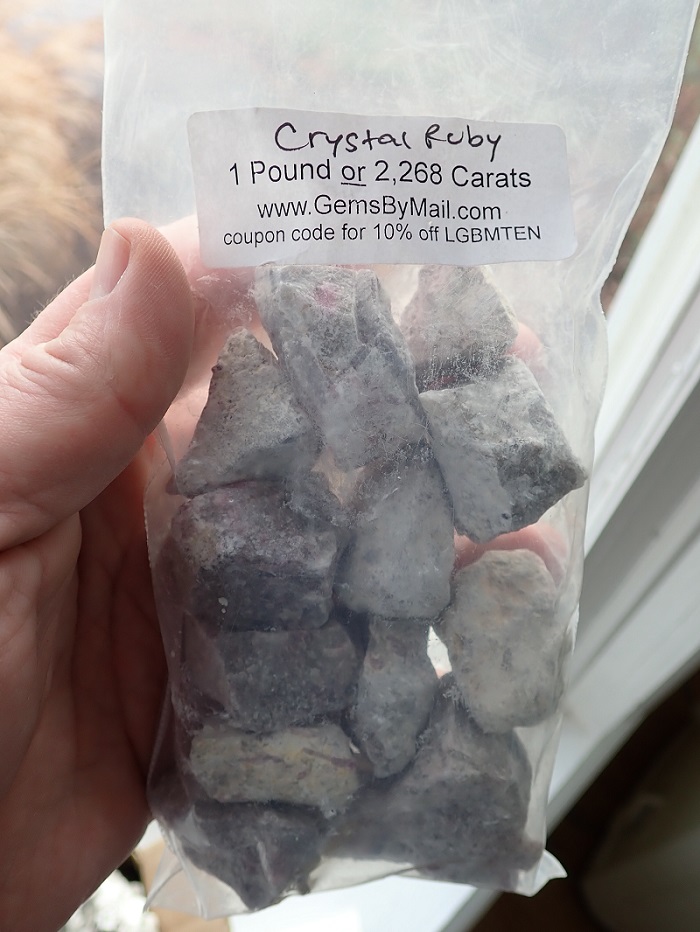 Crystal Ruby
1 Pound or 2,268 Carats
www.GemsByMail.com
coupon code for 10% off LGBMTEN